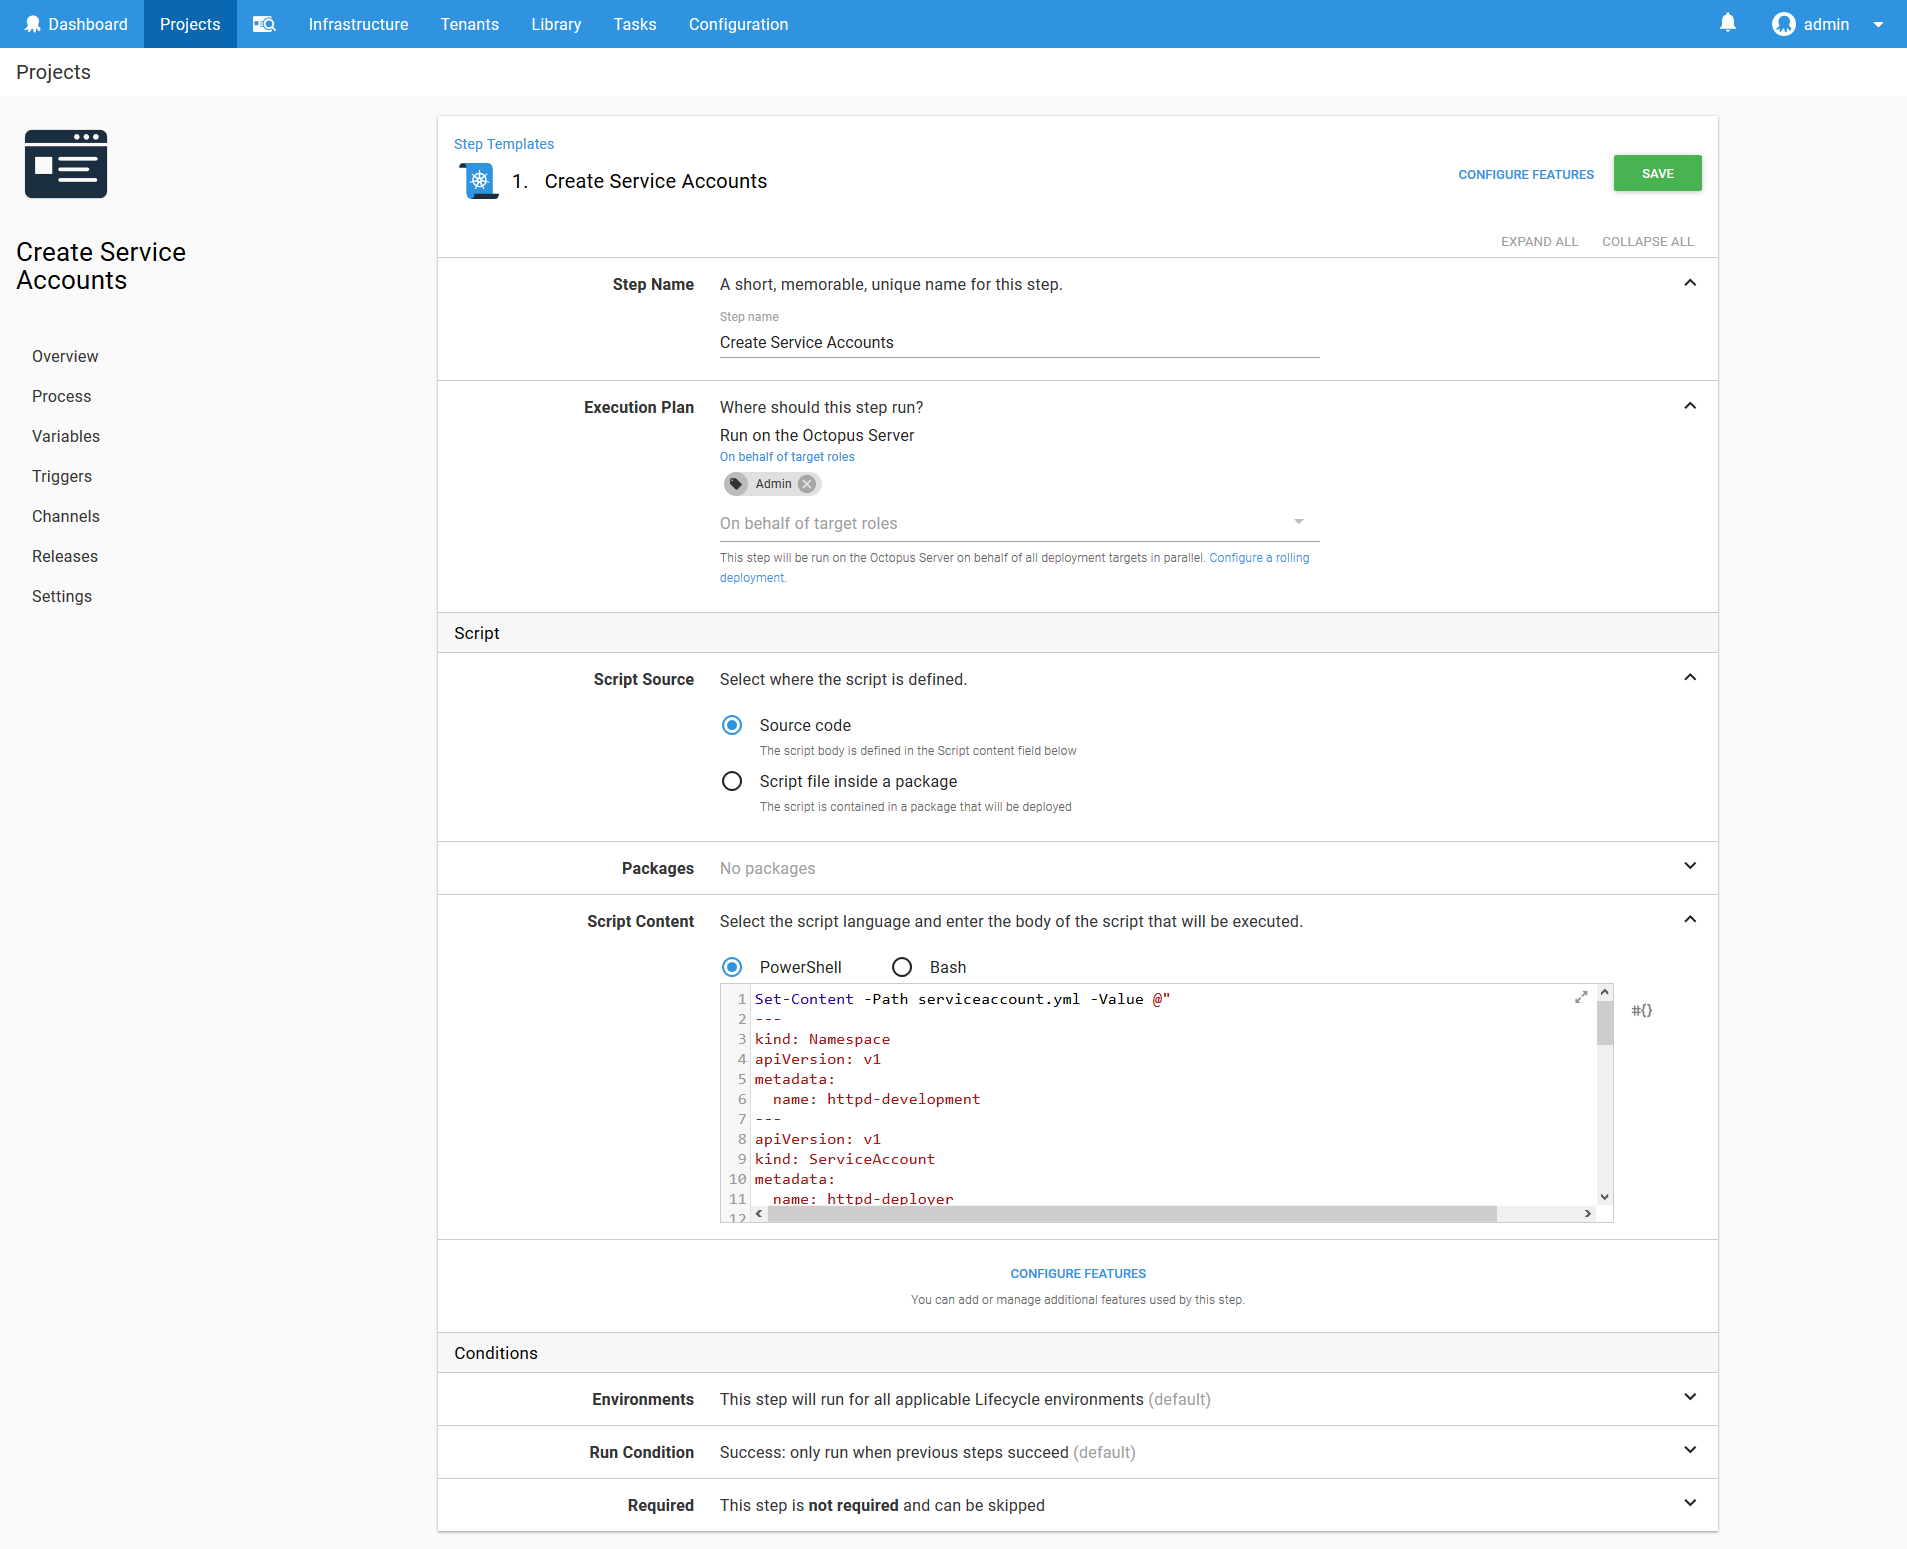 Dashboard Projects Infrastructure Tenants Library Tasks Configuration admin
Projects
Create Service
Accounts
Overview
Process
Variables
Triggers
Channels
Releases
Settings
Step Templates
1. Create Service Accounts
CONFIGURE FEATURES SAVE
EXPAND ALL COLLAPSE ALL
Step Name A short, memorable, unique name for this step.
Step name
Create Service Accounts
Execution Plan Where should this step run?
Run on the Octopus Server
On behalf of target roles
Admin
On behalf of target roles
This step will be run on the Octopus Server on behalf of all deployment targets in parallel. Configure a rolling
deployment.
Script
Script Source Select where the script is defined.
Source code
The script body is defined in the Script content field below
Script file inside a package
The script is contained in a package that will be deployed
Packages No packages
Script Content Select the script language and enter the body of the script that will be executed.
PowerShell Bash
1 Set-Content -Path serviceaccount.yml -Value @"
2 ---
3 kind: Namespace
4 apiVersion: v1
5 metadata:
6   name: httpd-development
7 ---
8 apiVersion: v1
9 kind: ServiceAccount
10 metadata:
11   name: httpd-deployer
12
#{}
CONFIGURE FEATURES
You can add or manage additional features used by this step.
Conditions
Environments This step will run for all applicable Lifecycle environments (default)
Run Condition Success: only run when previous steps succeed (default)
Required This step is not required and can be skipped